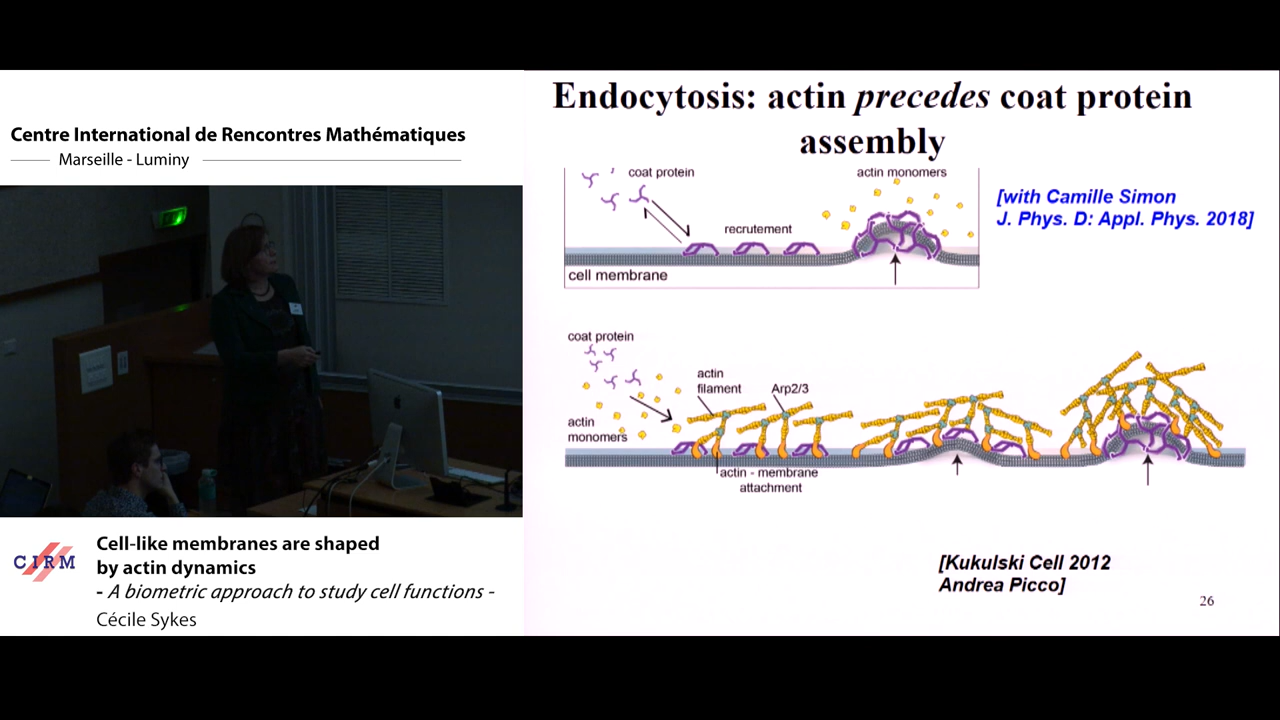 Centre International de Rencontres Mathématiques
Marseille - Luminy
CIRM
Cell-like membranes are shaped
by actin dynamics
- A biometric approach to study cell functions -
Cécile Sykes
Endocytosis: actin precedes coat protein
assembly
coat protein
actin monomers
recrutement
cell membrane
[with Camille Simon
J. Phys. D: Appl. Phys. 2018]
coat protein
actin
filament
Arp2/3
actin
monomers
actin - membrane
attachment
[Kukulski Cell 2012
Andrea Picco]
26